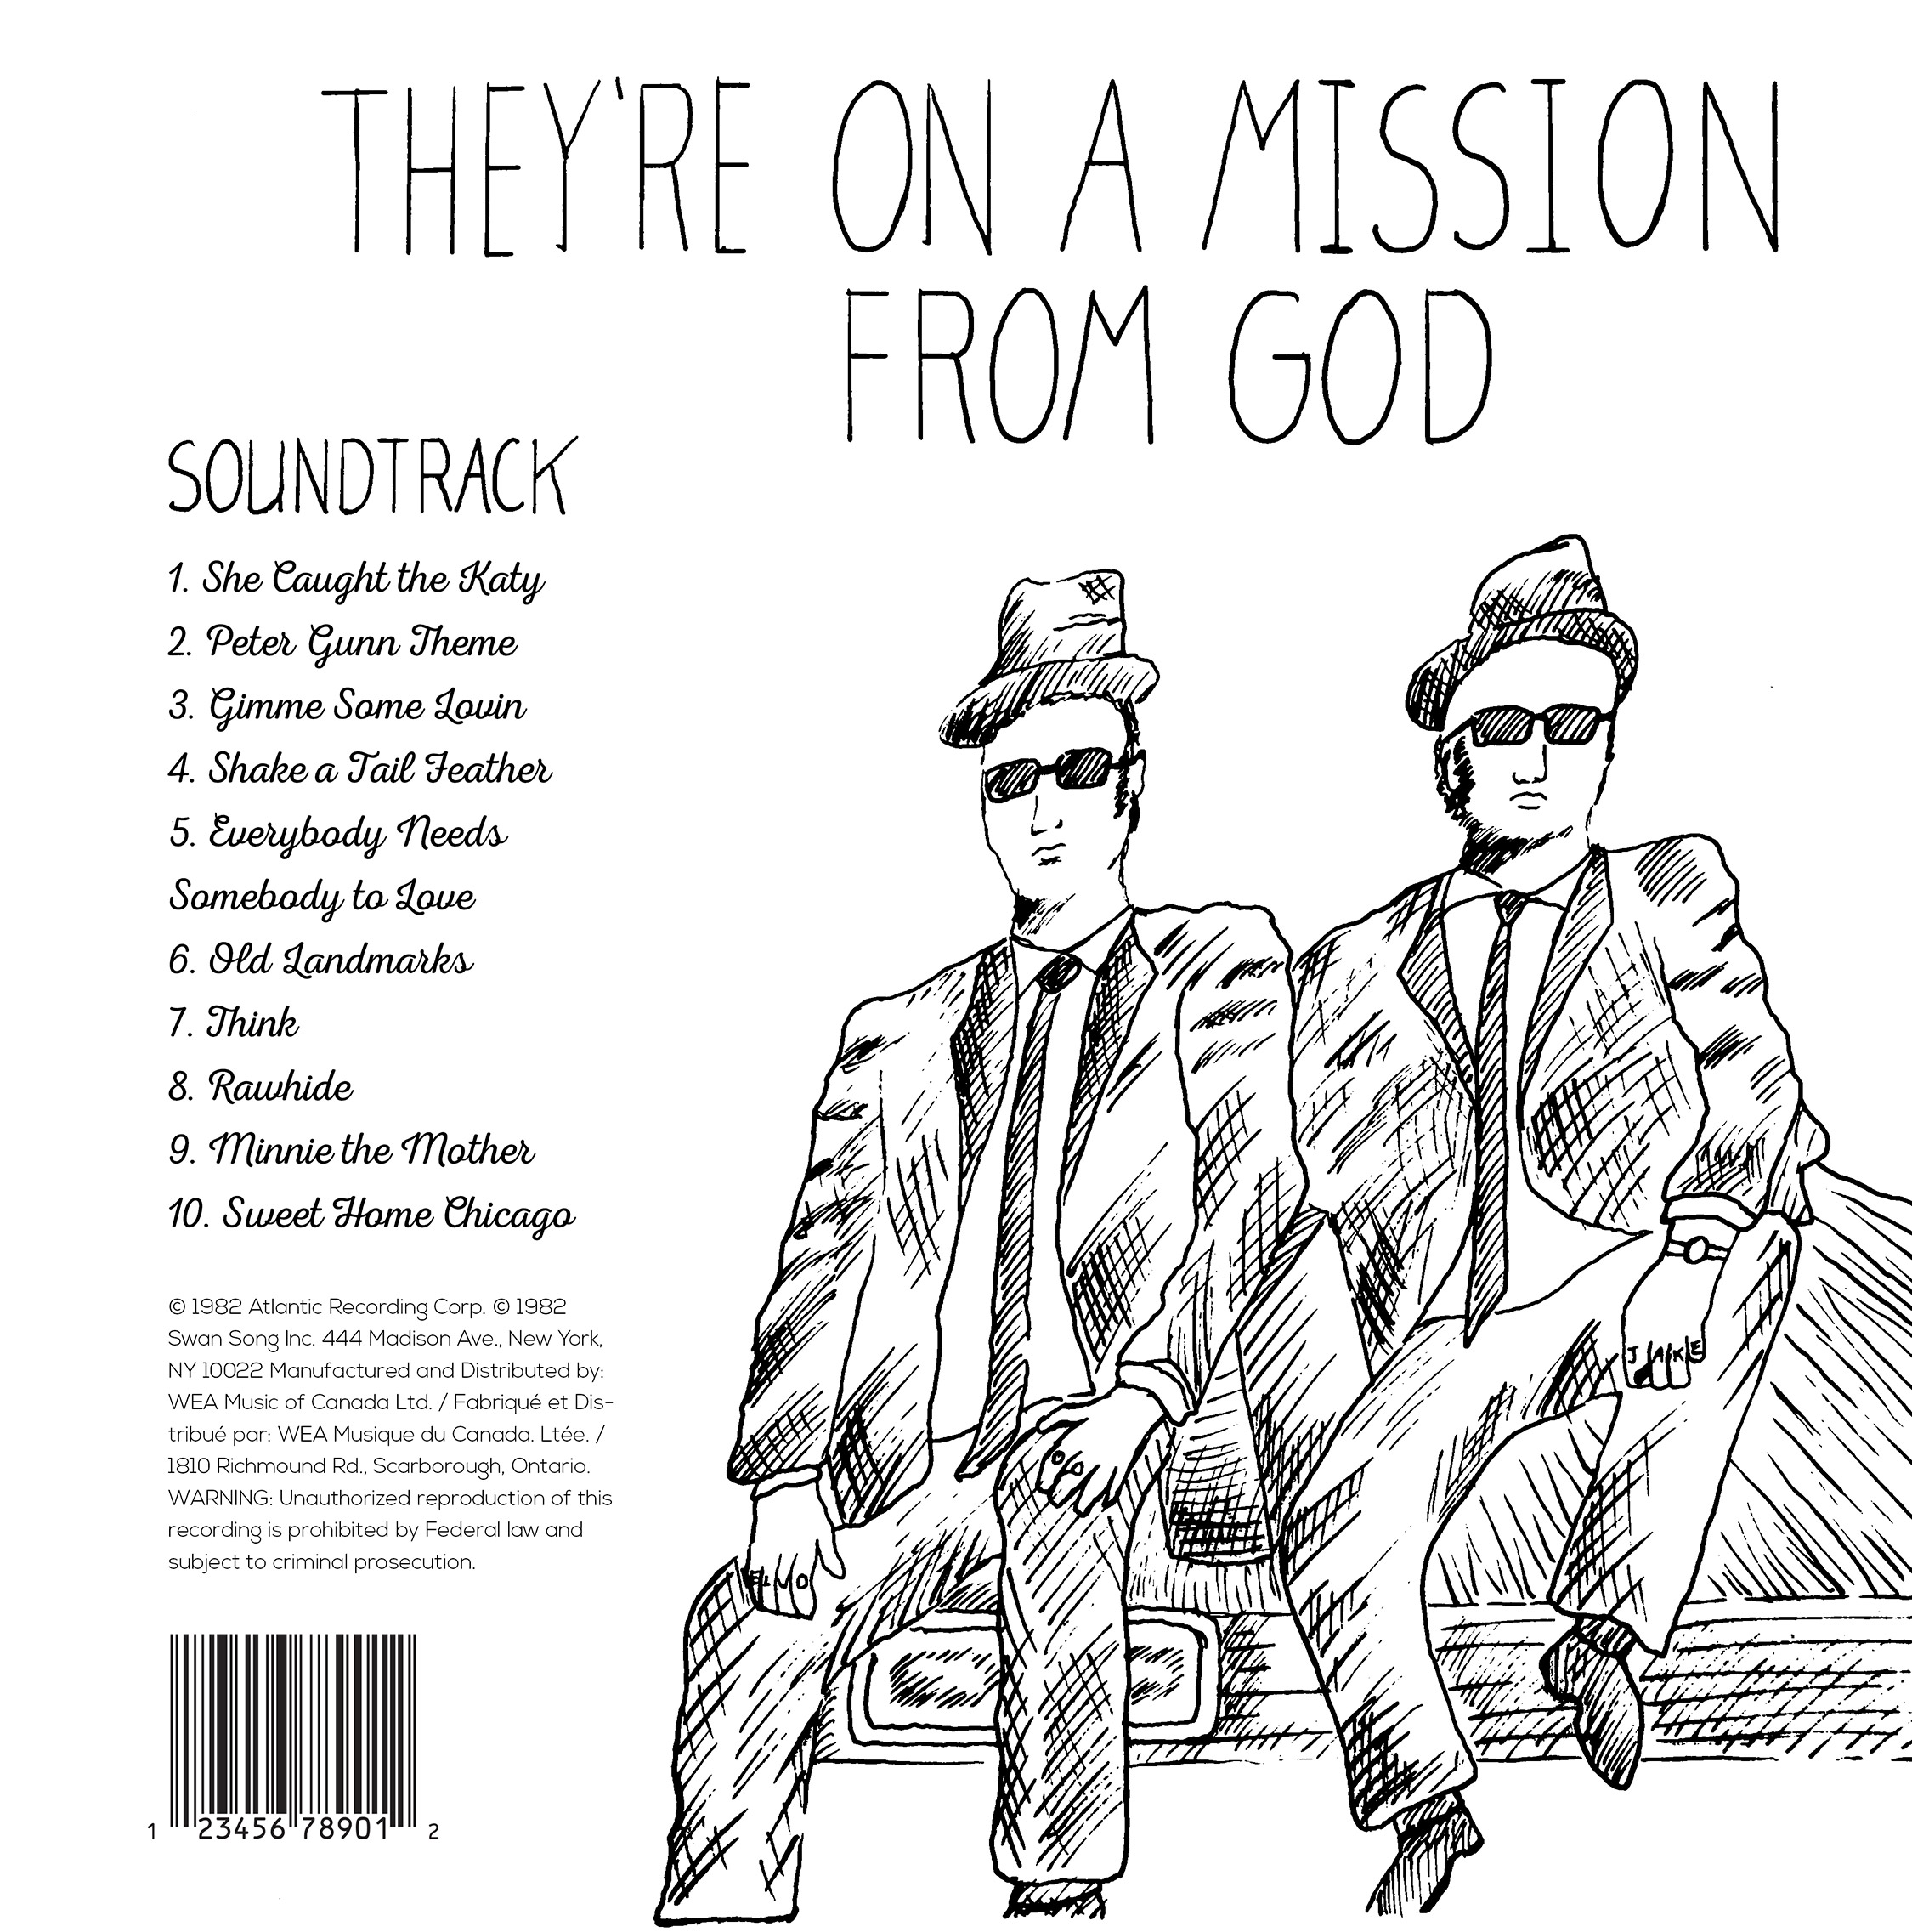 THEY'RE ON A MISSION
FROM GOD
SOUNDTRACK
1. She Caught the Katy
2. Peter Gunn Theme
3. Gimme Some Lovin
4. Shake a Tail Feather
5. Everybody Needs
Somebody to Love
6. Old Landmarks
7. Think
8. Rawhide
9. Minnie the Mother
10. Sweet Home Chicago
© 1982 Atlantic Recording Corp. © 1982
Swan Song Inc. 444 Madison Ave., New York,
NY 10022 Manufactured and Distributed by:
WEA Music of Canada Ltd. / Fabriqué et Dis-
tribué par: WEA Musique du Canada. Ltée. /
1810 Richmound Rd., Scarborough, Ontario.
WARNING: Unauthorized reproduction of this
recording is prohibited by Federal law and
subject to criminal prosecution.
1 23456 78901 2
JAKE